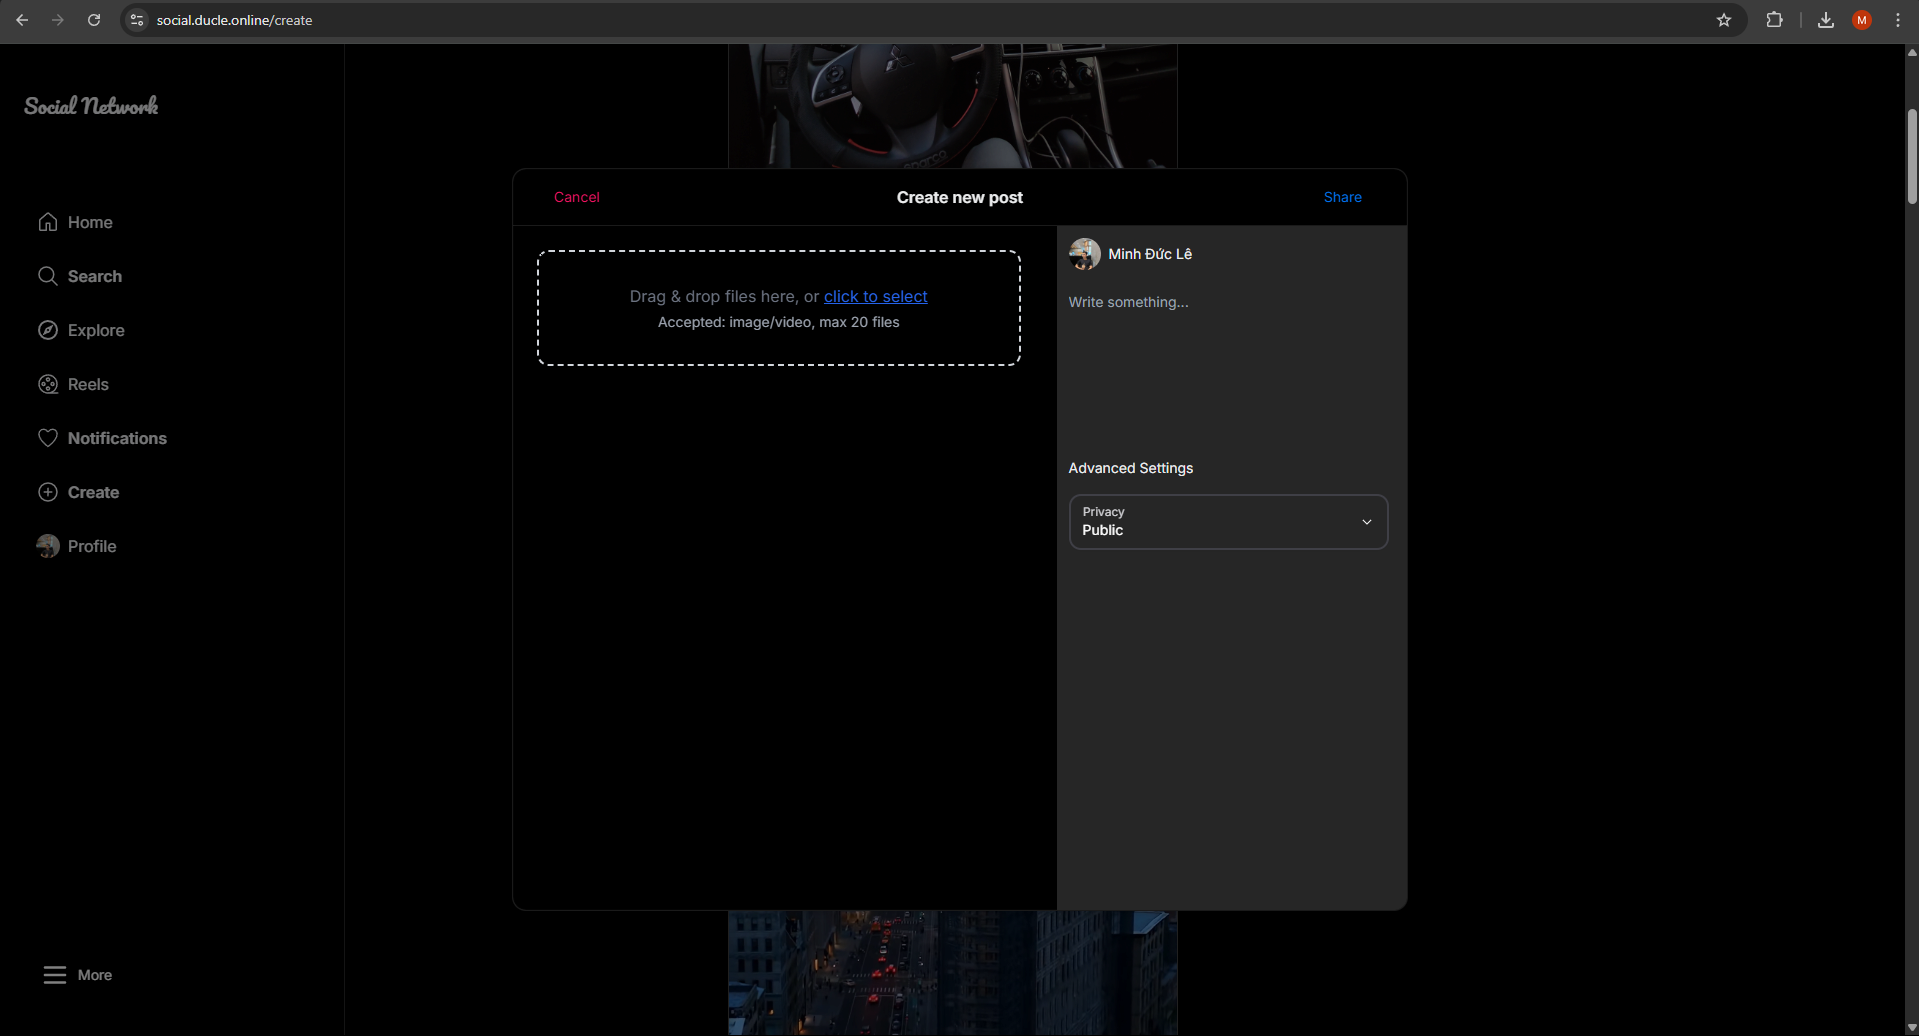 social.ducle.online/create
M
Social Network
Home
Search
Explore
Reels
Notifications
Create
Profile
More
sparco
Cancel
Create new post
Share
Drag & drop files here, or click to select
Accepted: image/video, max 20 files
Minh Đức Lê
Write something...
Advanced Settings
Privacy
Public